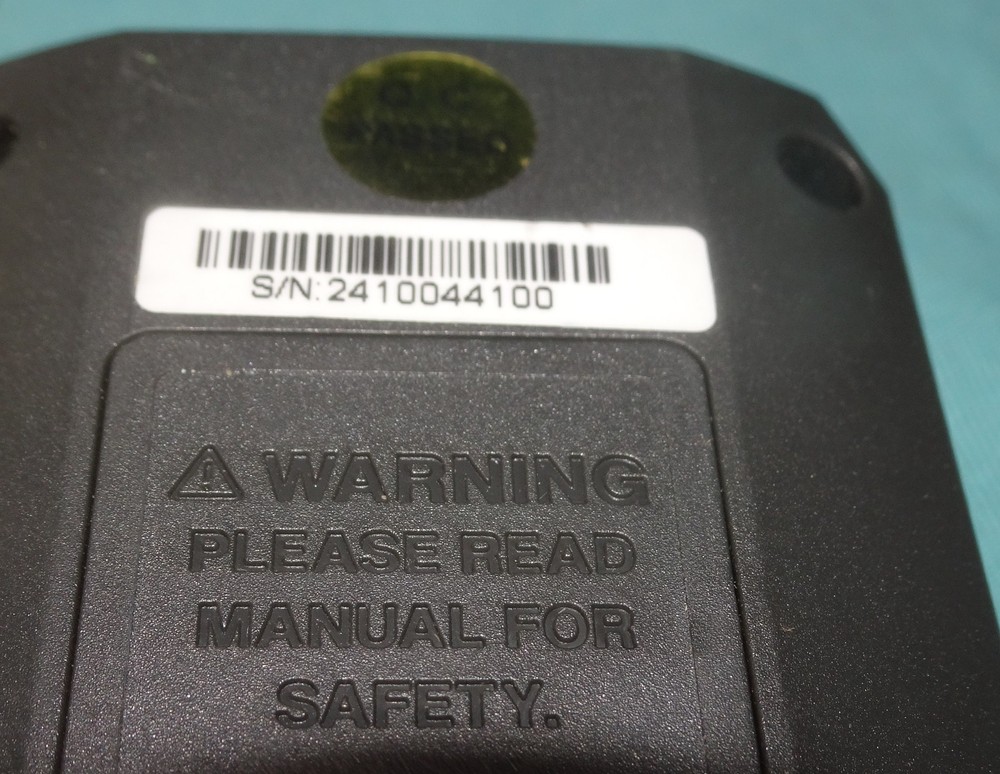 S/N: 2410044100
⚠ WARNING
PLEASE READ
MANUAL FOR
SAFETY.